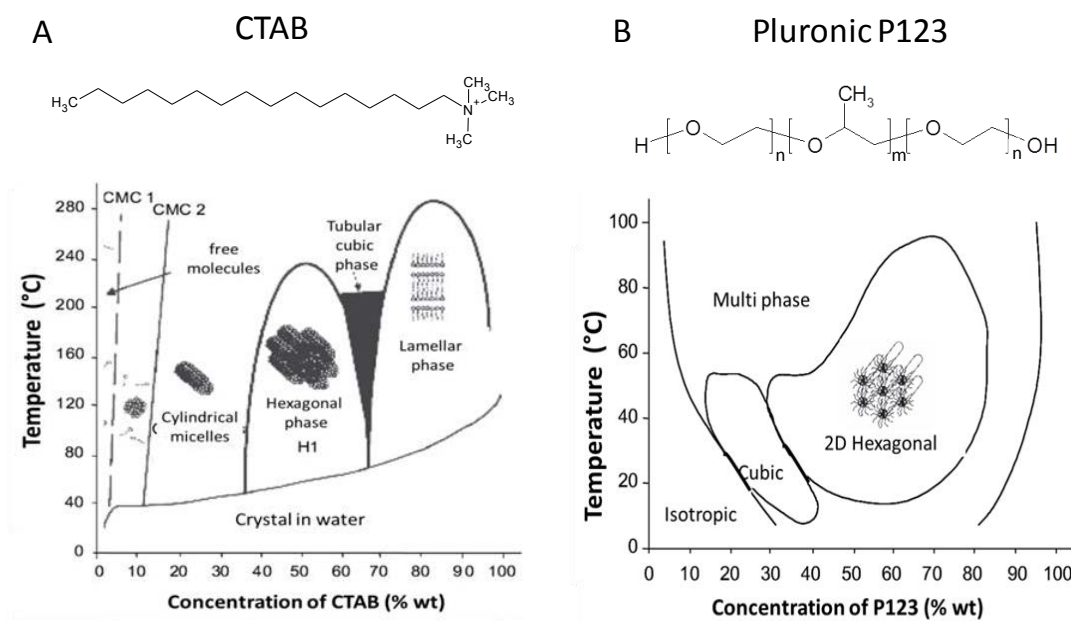 A
CTAB
H₃C
CH₃
N⁺
CH₃
CH₃
Temperature (°C)
280
240
200
160
120
80
40
0
CMC 1
CMC 2
free
molecules
Tubular
cubic
phase
Lamellar
phase
Hexagonal
phase
H1
Cylindrical
micelles
Crystal in water
0 10 20 30 40 50 60 70 80 90 100
Concentration of CTAB (% wt)
B
Pluronic P123
CH₃
H
O
n
O
m
O
n
OH
Temperature (°C)
100
80
60
40
20
0
Multi phase
2D Hexagonal
Cubic
Isotropic
0 10 20 30 40 50 60 70 80 90 100
Concentration of P123 (% wt)